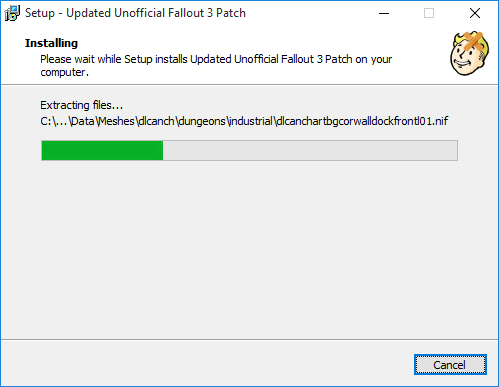 Setup - Updated Unofficial Fallout 3 Patch
Installing
Please wait while Setup installs Updated Unofficial Fallout 3 Patch on your
computer.
Extracting files...
C:\...\Data\Meshes\dlcanch\dungeons\industrial\dlcanchartbgcorwalldockfrontl01.nif
Cancel